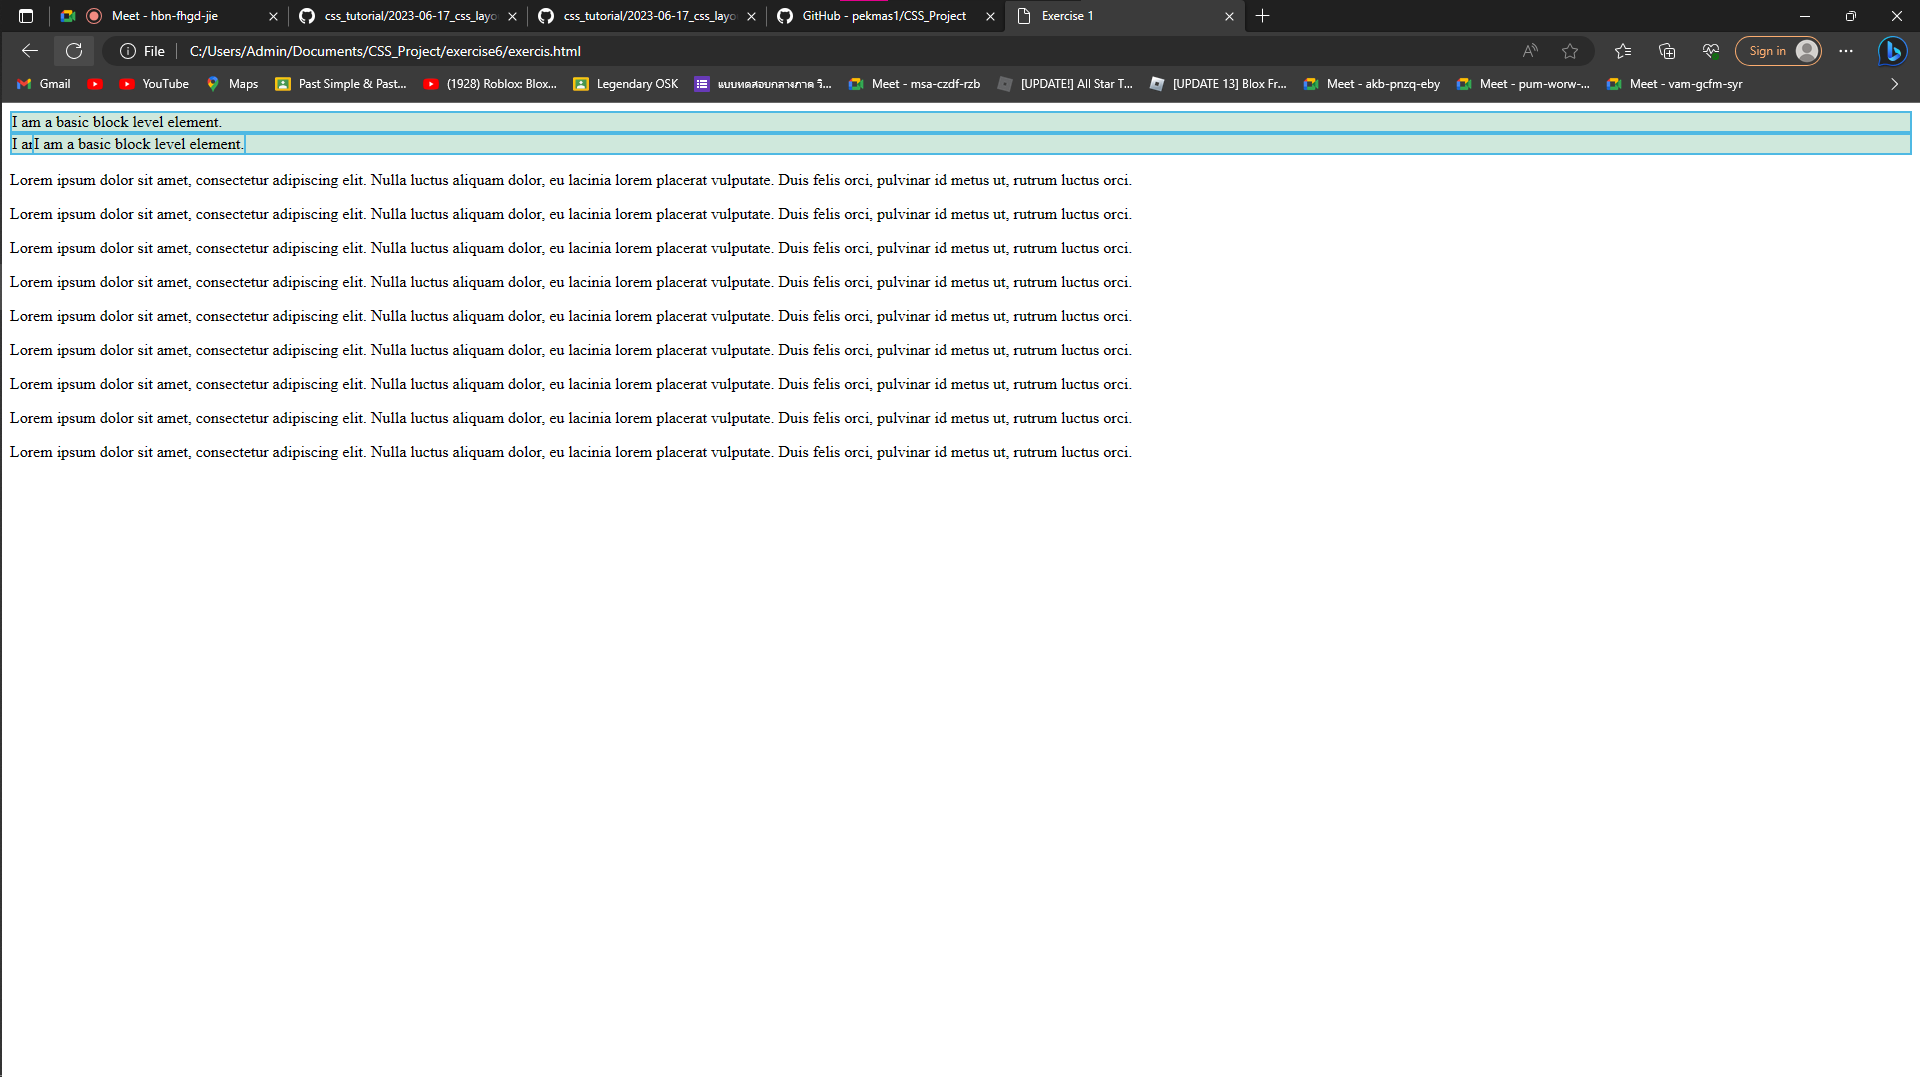 Meet - hbn-fhgd-jie
css_tutorial/2023-06-17_css_layo
css_tutorial/2023-06-17_css_layo
GitHub - pekmas1/CSS_Project
Exercise 1
File
C:/Users/Admin/Documents/CSS_Project/exercise6/exercis.html
Sign in
Gmail
YouTube
Maps
Past Simple & Past...
(1928) Roblox: Blox...
Legendary OSK
แบบทดสอบกลางภาค วิ...
Meet - msa-czdf-rzb
[UPDATE!] All Star T...
[UPDATE 13] Blox Fr...
Meet - akb-pnzq-eby
Meet - pum-worw-...
Meet - vam-gcfm-syr
I am a basic block level element.
I a
I am a basic block level element.
Lorem ipsum dolor sit amet, consectetur adipiscing elit. Nulla luctus aliquam dolor, eu lacinia lorem placerat vulputate. Duis felis orci, pulvinar id metus ut, rutrum luctus orci.
Lorem ipsum dolor sit amet, consectetur adipiscing elit. Nulla luctus aliquam dolor, eu lacinia lorem placerat vulputate. Duis felis orci, pulvinar id metus ut, rutrum luctus orci.
Lorem ipsum dolor sit amet, consectetur adipiscing elit. Nulla luctus aliquam dolor, eu lacinia lorem placerat vulputate. Duis felis orci, pulvinar id metus ut, rutrum luctus orci.
Lorem ipsum dolor sit amet, consectetur adipiscing elit. Nulla luctus aliquam dolor, eu lacinia lorem placerat vulputate. Duis felis orci, pulvinar id metus ut, rutrum luctus orci.
Lorem ipsum dolor sit amet, consectetur adipiscing elit. Nulla luctus aliquam dolor, eu lacinia lorem placerat vulputate. Duis felis orci, pulvinar id metus ut, rutrum luctus orci.
Lorem ipsum dolor sit amet, consectetur adipiscing elit. Nulla luctus aliquam dolor, eu lacinia lorem placerat vulputate. Duis felis orci, pulvinar id metus ut, rutrum luctus orci.
Lorem ipsum dolor sit amet, consectetur adipiscing elit. Nulla luctus aliquam dolor, eu lacinia lorem placerat vulputate. Duis felis orci, pulvinar id metus ut, rutrum luctus orci.
Lorem ipsum dolor sit amet, consectetur adipiscing elit. Nulla luctus aliquam dolor, eu lacinia lorem placerat vulputate. Duis felis orci, pulvinar id metus ut, rutrum luctus orci.
Lorem ipsum dolor sit amet, consectetur adipiscing elit. Nulla luctus aliquam dolor, eu lacinia lorem placerat vulputate. Duis felis orci, pulvinar id metus ut, rutrum luctus orci.